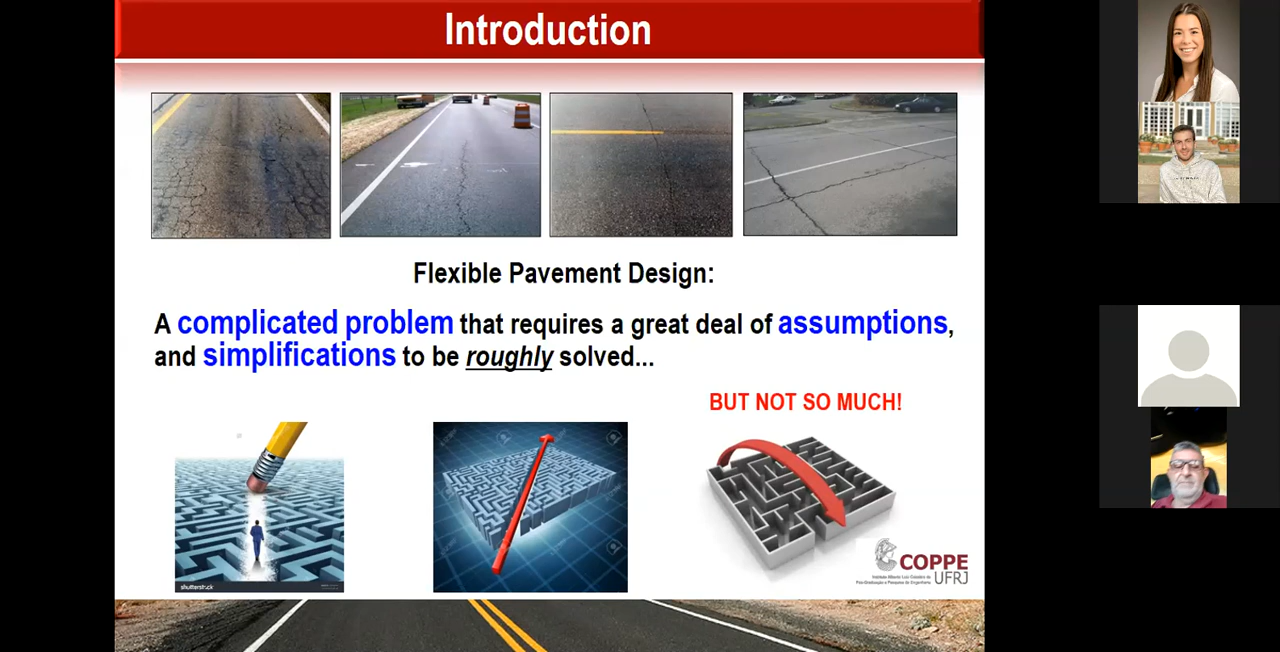 Introduction
Flexible Pavement Design:
A complicated problem that requires a great deal of assumptions,
and simplifications to be roughly solved...
BUT NOT SO MUCH!
shutterstock
COPPE
UFRJ